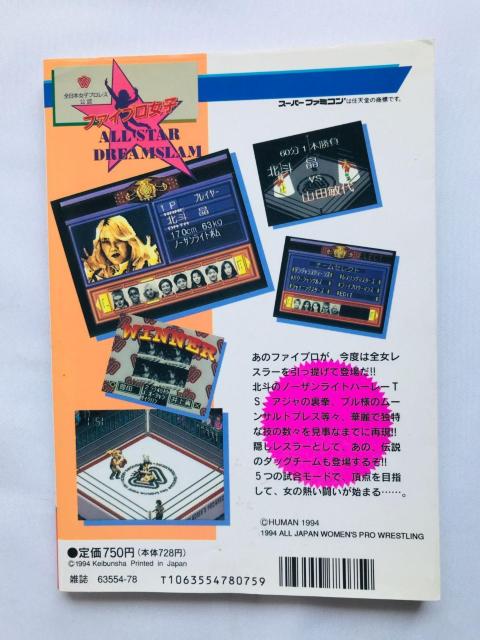 全日本女子プロレス
公認
ファイプロ女子
ALL STAR
DREAMSLAM
スーパーファミコンは任天堂の商標です。
60分1本勝負
北斗 晶
VS
山田敏代
1P プレイヤー
北斗 晶
170cm 63kg
ノーザンライトボム
チームセレクト
EDIT
WINNER
あのファイプロが、今度は全女レ
スラーを引っ提げて登場だ!!
北斗のノーザンライトハーレーT
S、アジャの裏拳、ブル様のムー
ンサルトプレス等々、華麗で独特
な技の数々を見事なまでに再現!!
隠しレスラーとして、あの、伝説
のタッグチームも登場するぞ!!
5つの試合モードで、頂点を目指
して、女の熱い闘いが始まる……。
©HUMAN 1994
1994 ALL JAPAN WOMEN'S PRO WRESTLING
●定価750円(本体728円)
©1994 Keibunsha Printed in Japan
雑誌 63554-78
T1063554780759